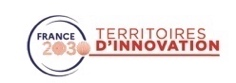 FRANCE
2030
TERRITOIRES
D'INNOVATION